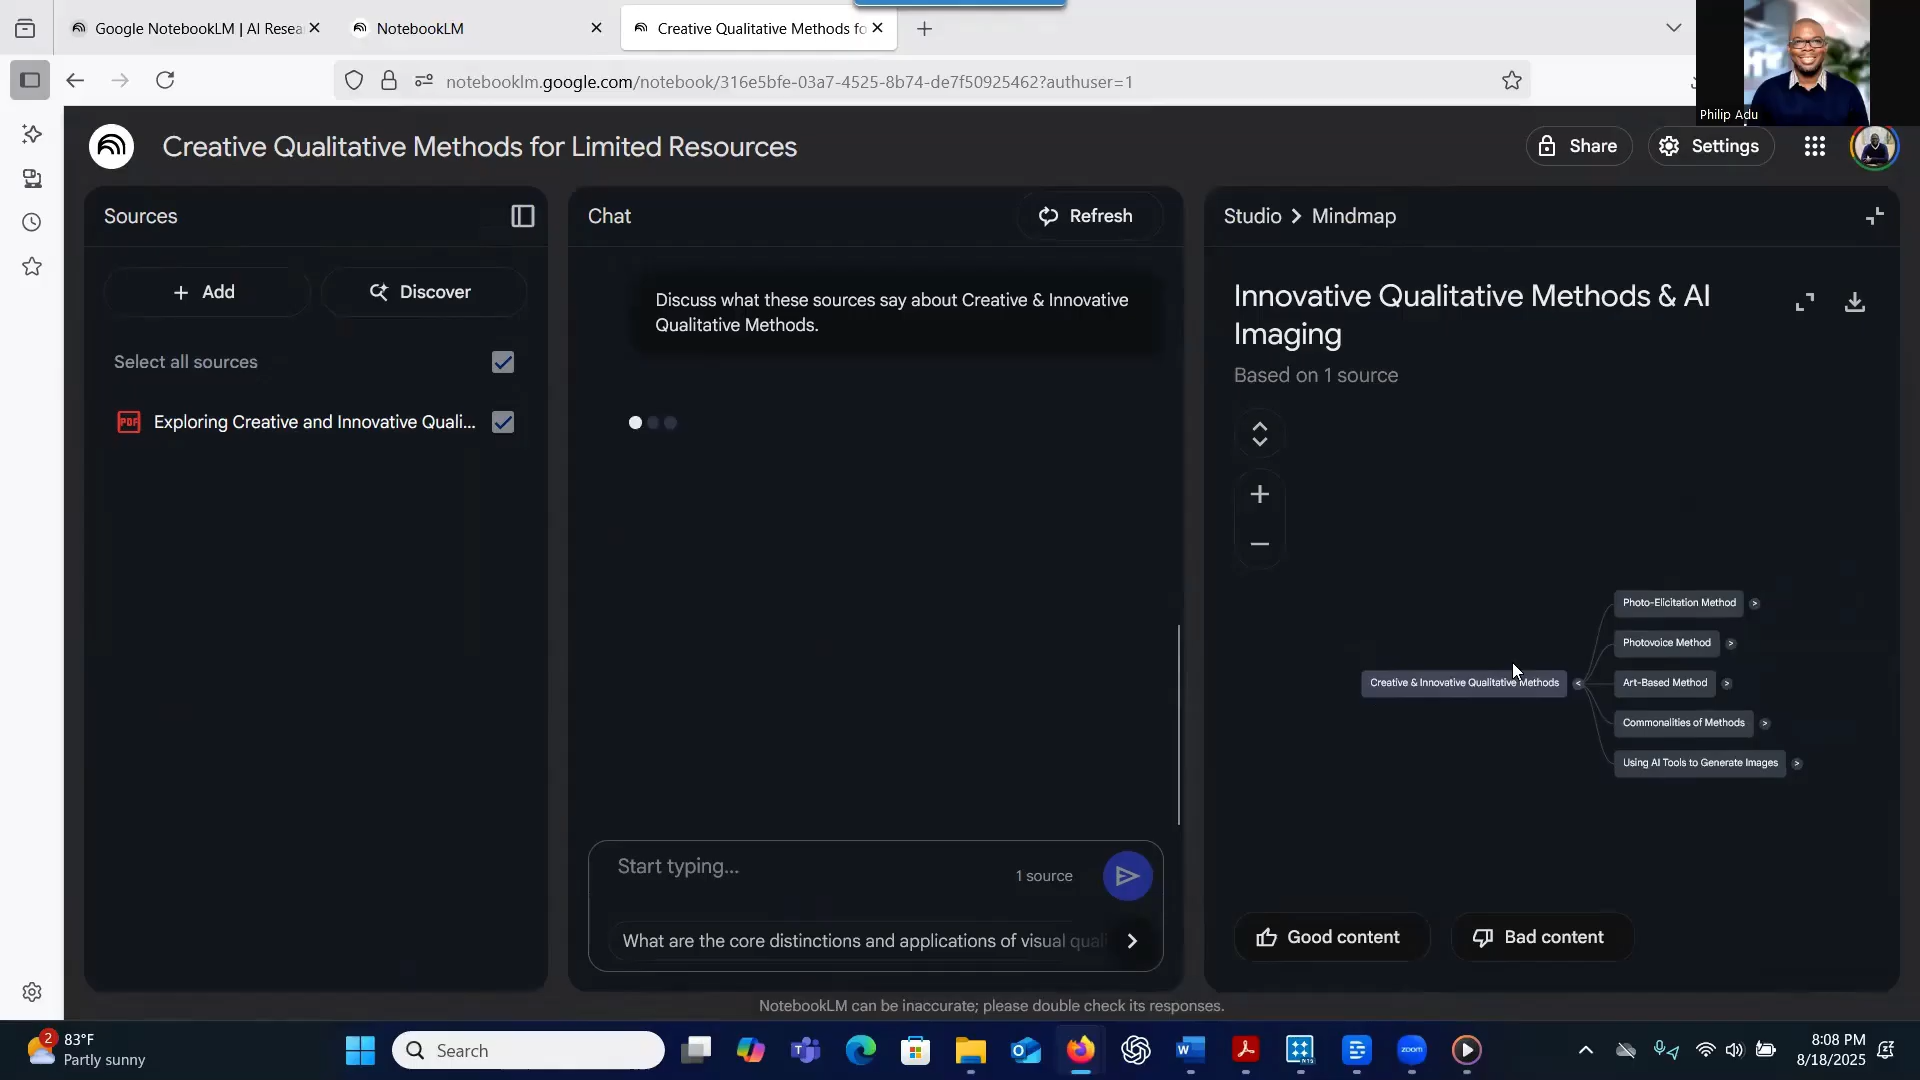 Google NotebookLM | AI Resea
NotebookLM
Creative Qualitative Methods fo
notebooklm.google.com/notebook/316e5bfe-03a7-4525-8b74-de7f50925462?authuser=1
Philip Adu
Creative Qualitative Methods for Limited Resources
Share
Settings
Sources
Add
Discover
Select all sources
PDF
Exploring Creative and Innovative Quali...
Chat
Refresh
Discuss what these sources say about Creative & Innovative
Qualitative Methods.
Start typing...
1 source
What are the core distinctions and applications of visual quali
NotebookLM can be inaccurate; please double check its responses.
Studio > Mindmap
Innovative Qualitative Methods & AI
Imaging
Based on 1 source
Creative & Innovative Qualitative Methods
<
Photo-Elicitation Method >
Photovoice Method >
Art-Based Method >
Commonalities of Methods >
Using AI Tools to Generate Images >
Good content
Bad content
2
83°F
Partly sunny
Search
zoom
8:08 PM
8/18/2025